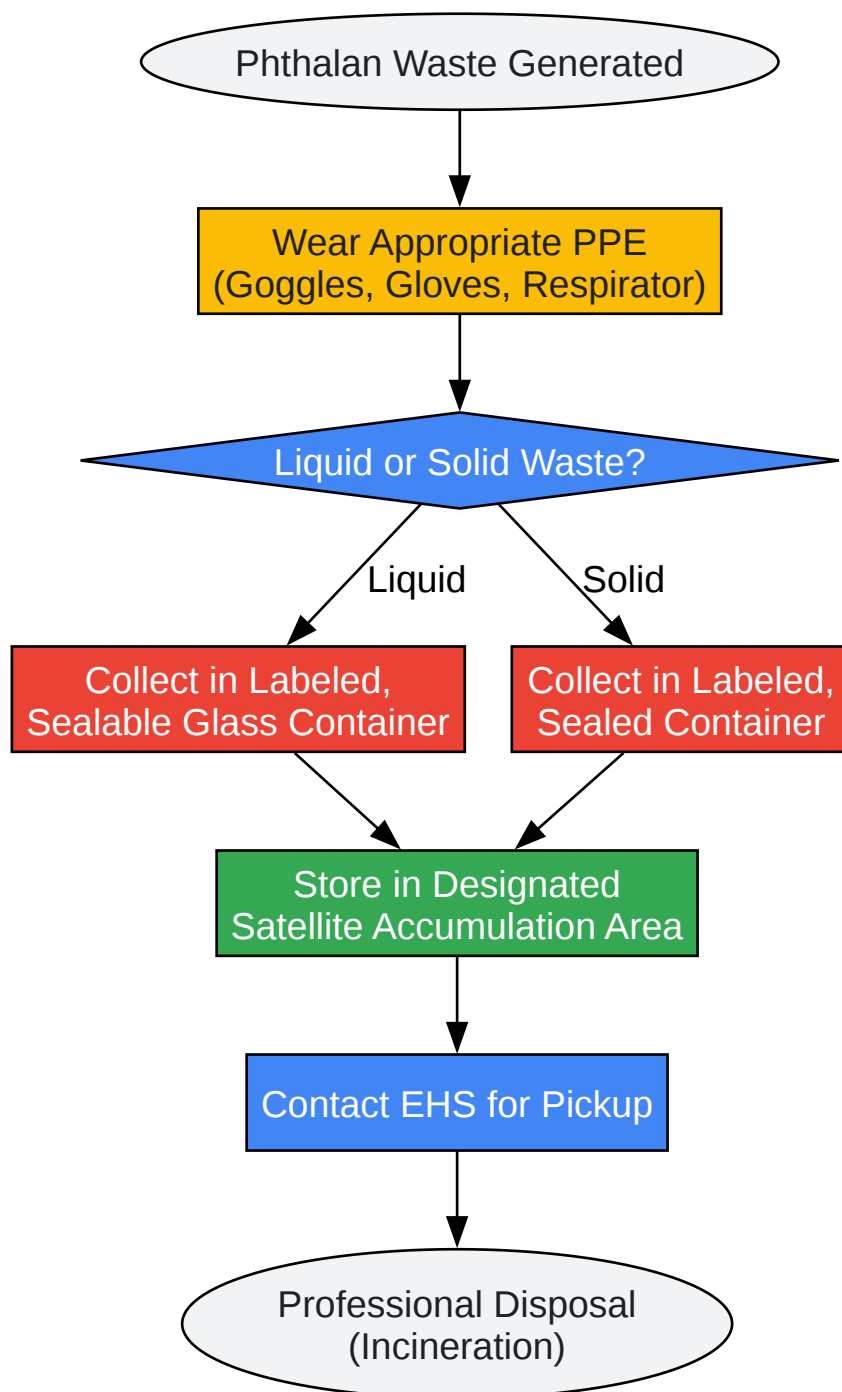 Phthalan Waste Generated
Wear Appropriate PPE
(Goggles, Gloves, Respirator)
Liquid or Solid Waste?
Liquid
Solid
Collect in Labeled,
Sealable Glass Container
Collect in Labeled,
Sealed Container
Store in Designated
Satellite Accumulation Area
Contact EHS for Pickup
Professional Disposal
(Incineration)